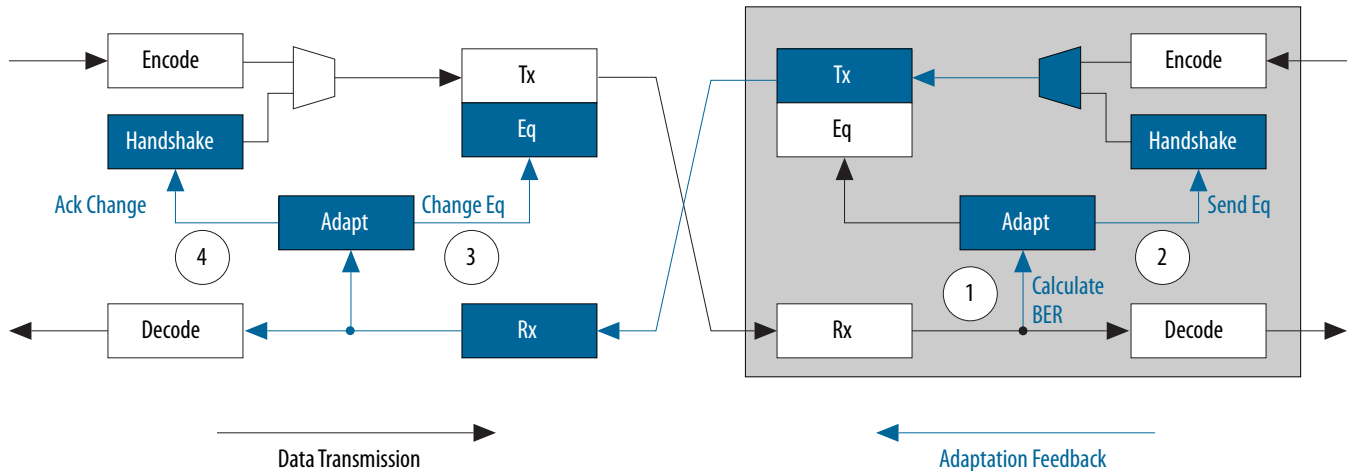 Encode
Tx
Tx
Encode
Handshake
Eq
Eq
Handshake
Ack Change
Adapt
Change Eq
Adapt
Send Eq
4
3
1
2
Calculate
BER
Decode
Rx
Rx
Decode
Data Transmission
Adaptation Feedback